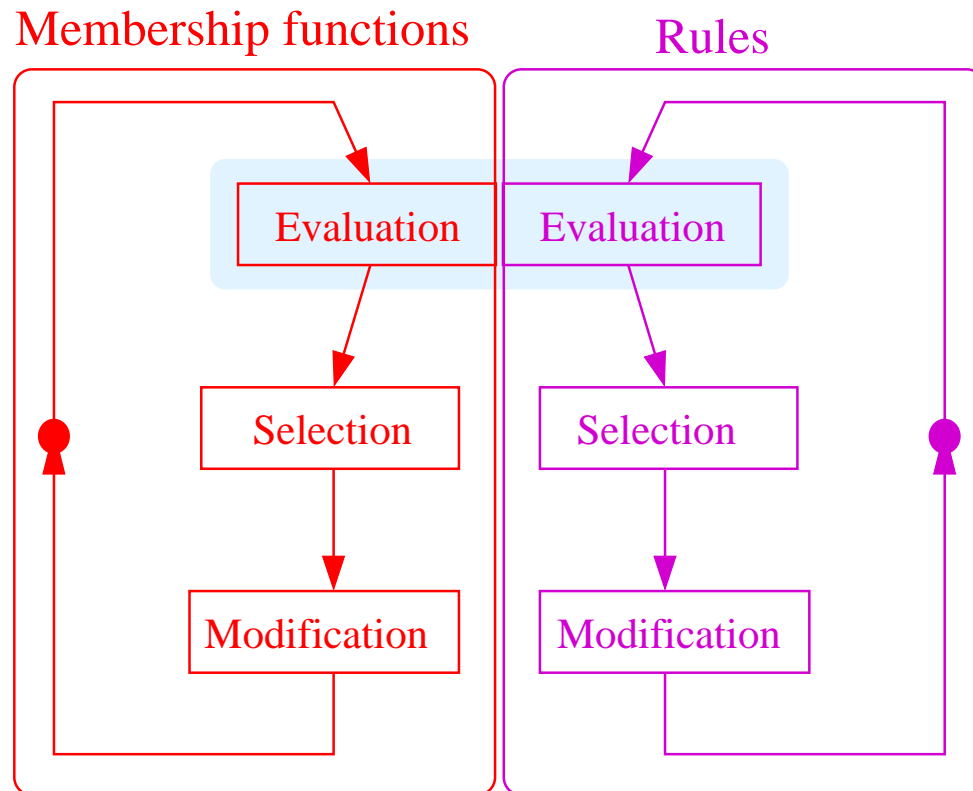 Membership functions
Rules
Evaluation
Evaluation
Selection
Selection
Modification
Modification